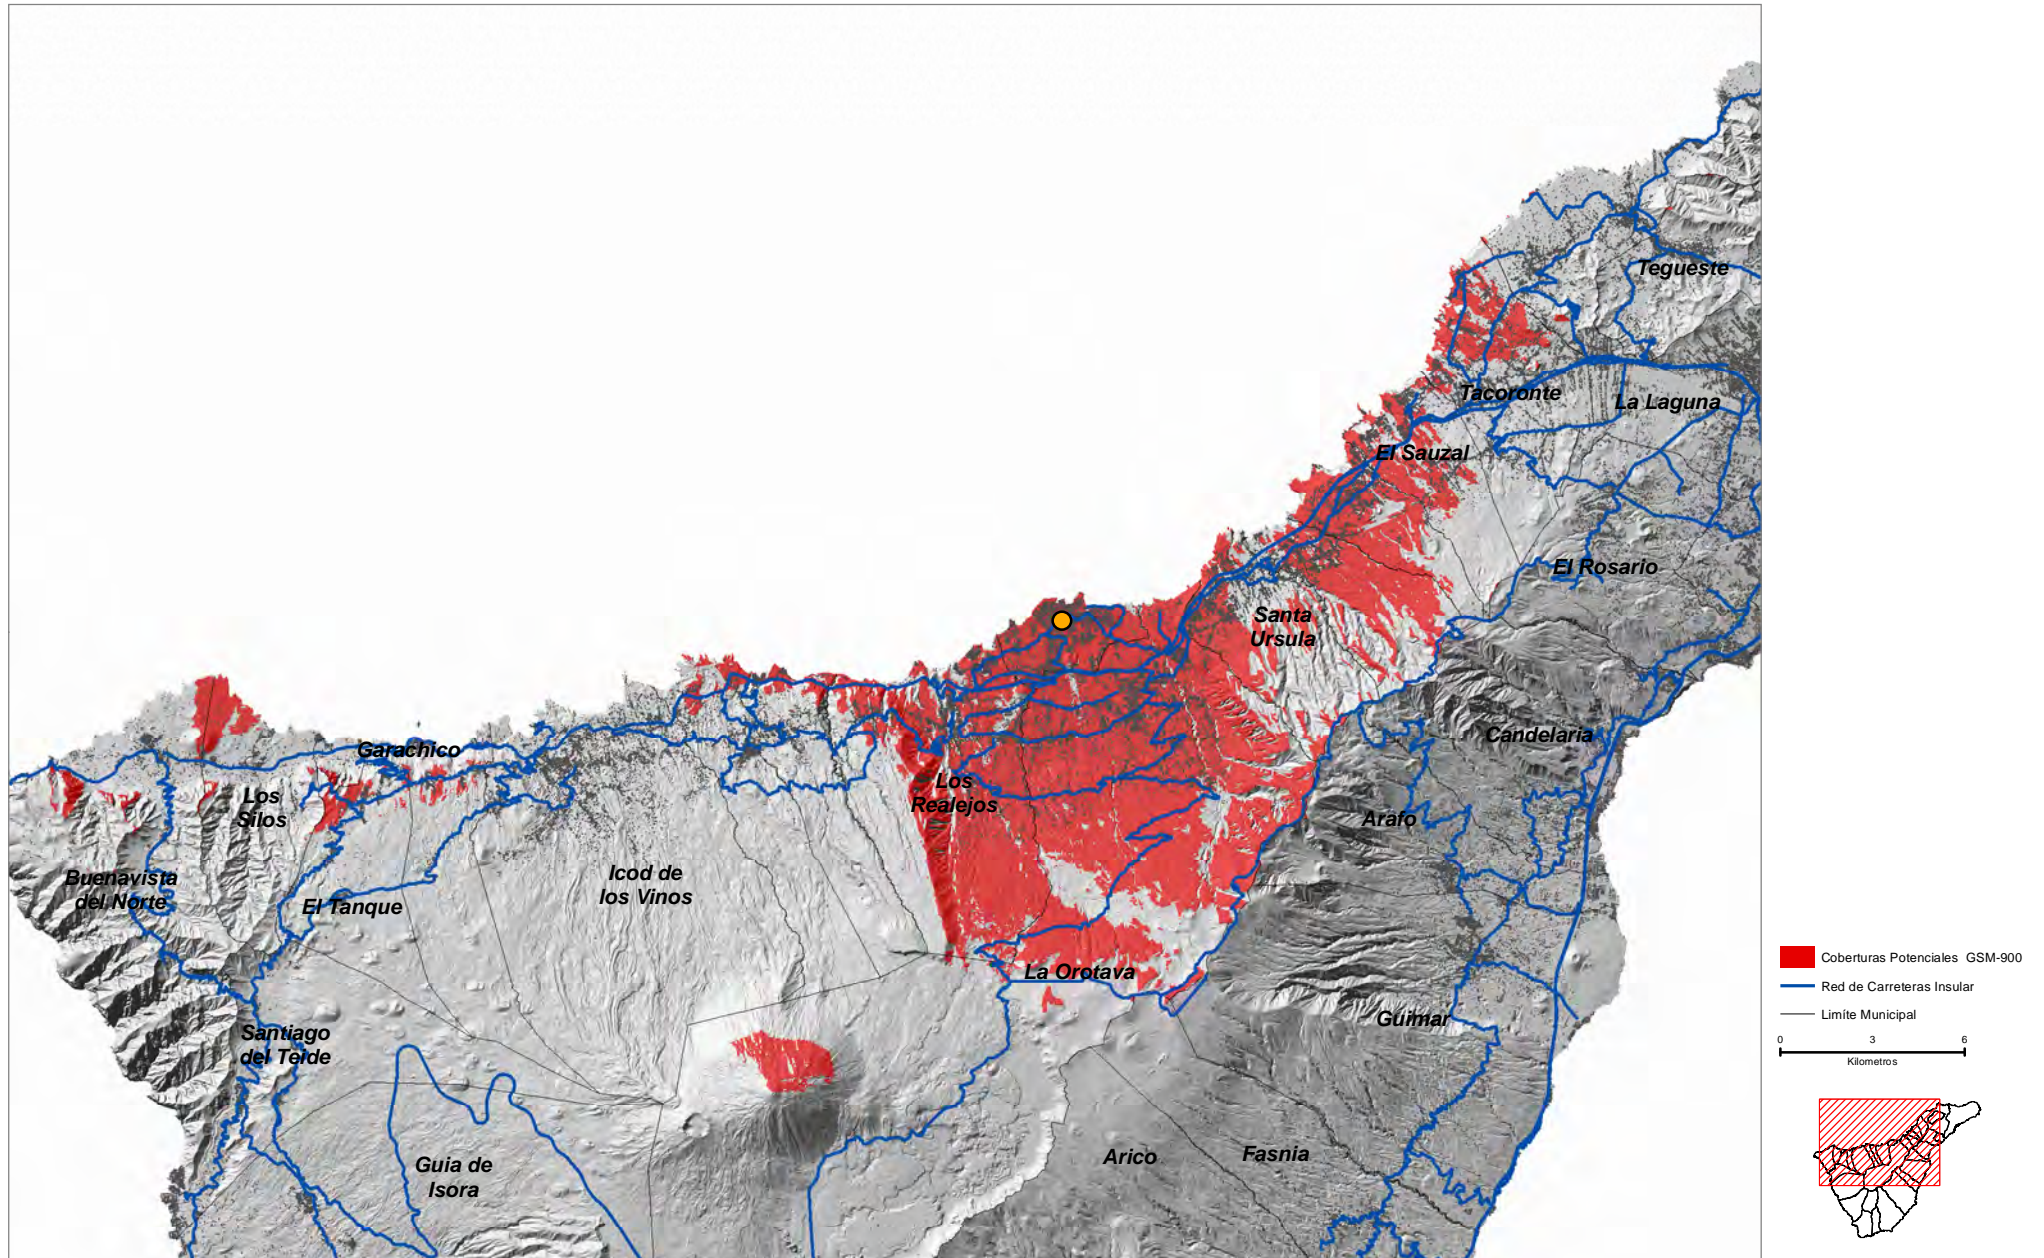 Tegueste
Tacoronte
La Laguna
El Sauzal
El Rosario
Santa
Ursula
Candelaria
Garachico
Los
Silos
Los
Realejos
Arafo
Buenavista
del Norte
El Tanque
Icod de
los Vinos
La Orotava
Guimar
Santiago
del Teide
Guia de
Isora
Arico
Fasnia
Coberturas Potenciales GSM-900
Red de Carreteras Insular
Limíte Municipal
0 3 6
Kilometros